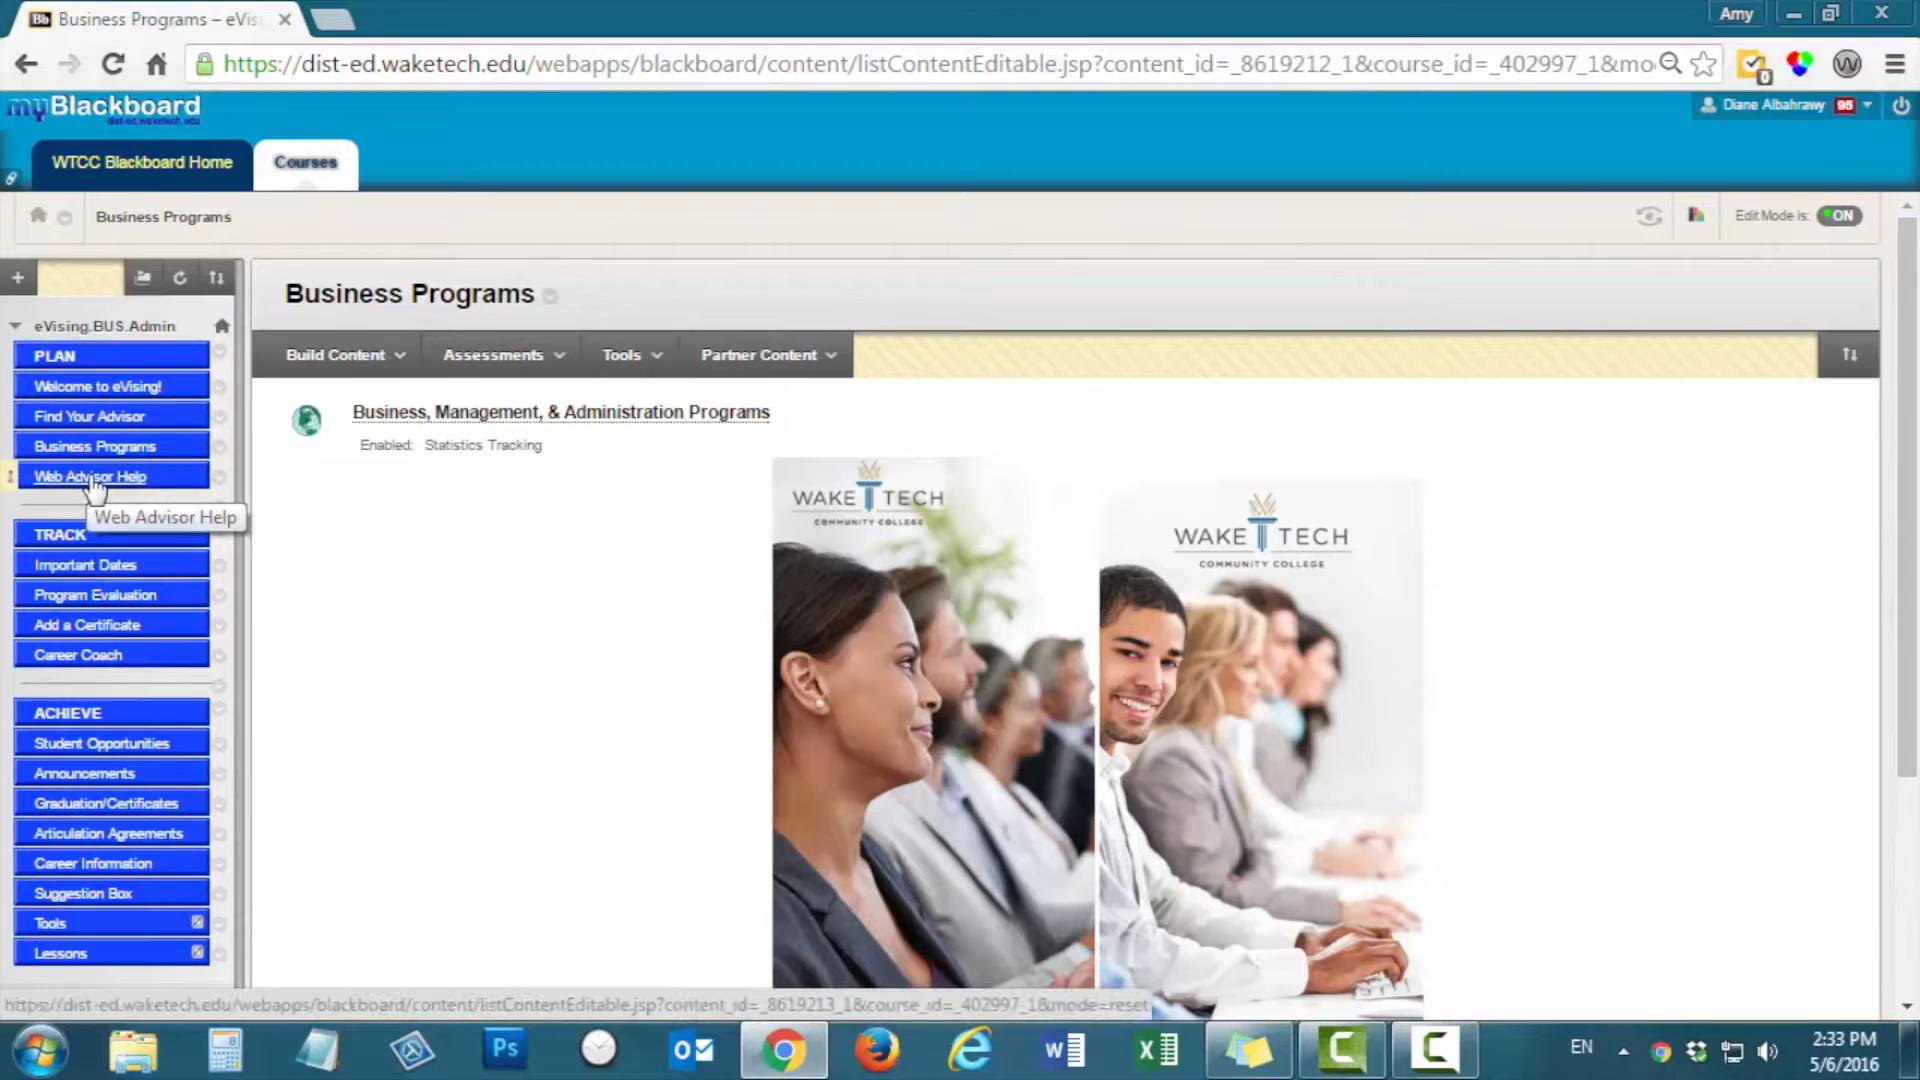 Business Programs – eVis
Amy
https://dist-ed.waketech.edu/webapps/blackboard/content/listContentEditable.jsp?content_id=_8619212_1&course_id=_402997_1&mo
0
myBlackboard
dist-ed.waketech.edu
Diane Albahrawy 95
WTCC Blackboard Home
Courses
Business Programs
Edit Mode is: ON
Business Programs
eVising.BUS.Admin
PLAN
Welcome to eVising!
Find Your Advisor
Business Programs
Web Advisor Help
Web Advisor Help
TRACK
Important Dates
Program Evaluation
Add a Certificate
Career Coach
ACHIEVE
Student Opportunities
Announcements
Graduation/Certificates
Articulation Agreements
Career Information
Suggestion Box
Tools
Lessons
Build Content
Assessments
Tools
Partner Content
Business, Management, & Administration Programs
Enabled: Statistics Tracking
WAKE TECH
COMMUNITY COLLEGE
WAKE TECH
COMMUNITY COLLEGE
https://dist-ed.waketech.edu/webapps/blackboard/content/listContentEditable.jsp?content_id=_8619213_1&course_id=_402997_1&mode=reset
EN
2:33 PM
5/6/2016